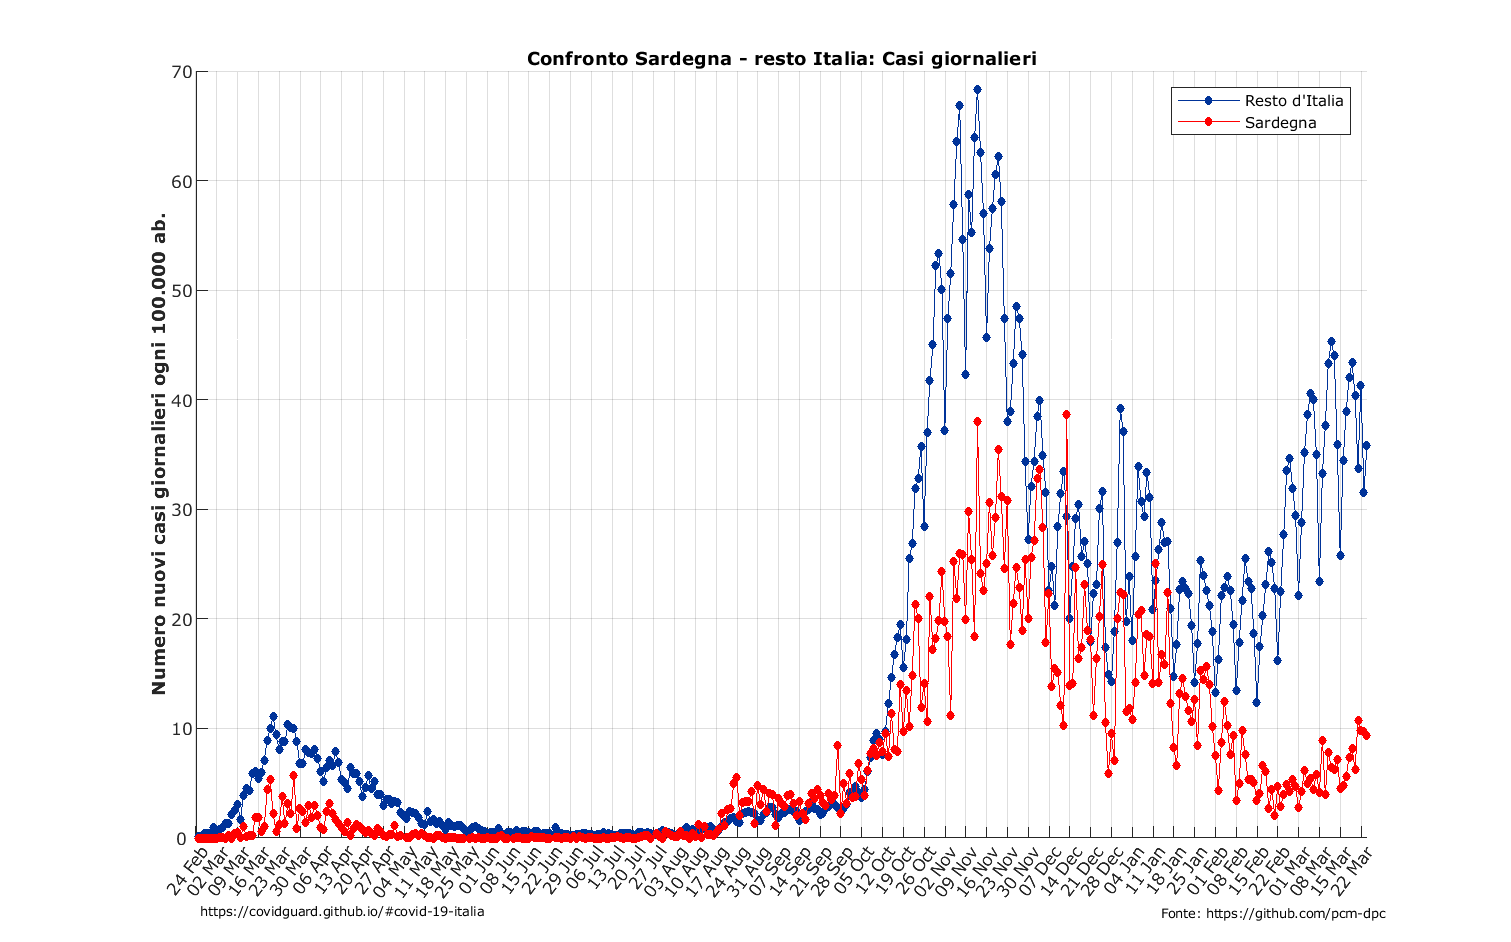 Confronto Sardegna - resto Italia: Casi giornalieri
Resto d'Italia
Sardegna
Numero nuovi casi giornalieri ogni 100.000 ab.
70
60
50
40
30
20
10
0
24 Feb
02 Mar
09 Mar
16 Mar
23 Mar
30 Mar
06 Apr
13 Apr
20 Apr
27 Apr
04 May
11 May
18 May
25 May
01 Jun
08 Jun
15 Jun
22 Jun
29 Jun
06 Jul
13 Jul
20 Jul
27 Jul
03 Aug
10 Aug
17 Aug
24 Aug
31 Aug
07 Sep
14 Sep
21 Sep
28 Sep
05 Oct
12 Oct
19 Oct
26 Oct
02 Nov
09 Nov
16 Nov
23 Nov
30 Nov
07 Dec
14 Dec
21 Dec
28 Dec
04 Jan
11 Jan
18 Jan
25 Jan
01 Feb
08 Feb
15 Feb
22 Feb
01 Mar
08 Mar
15 Mar
22 Mar
https://covidguard.github.io/#covid-19-italia
Fonte: https://github.com/pcm-dpc